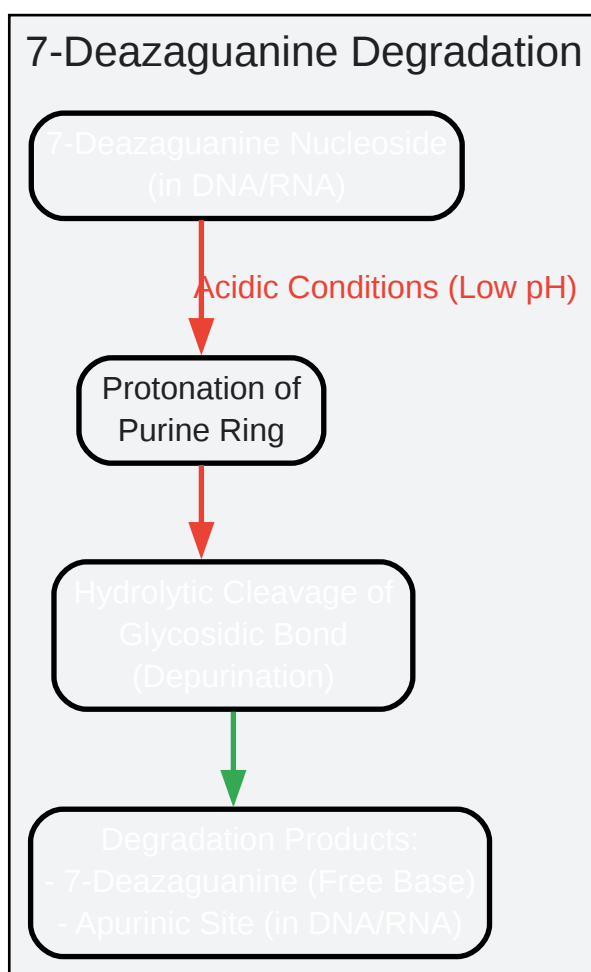 7-Deazaguanine Degradation
7-Deazaguanine Nucleoside
(in DNA/RNA)
Acidic Conditions (Low pH)
Protonation of
Purine Ring
Hydrolytic Cleavage of
Glycosidic Bond
(Depurination)
Degradation Products:
- 7-Deazaguanine (Free Base)
- Apurinic Site (in DNA/RNA)